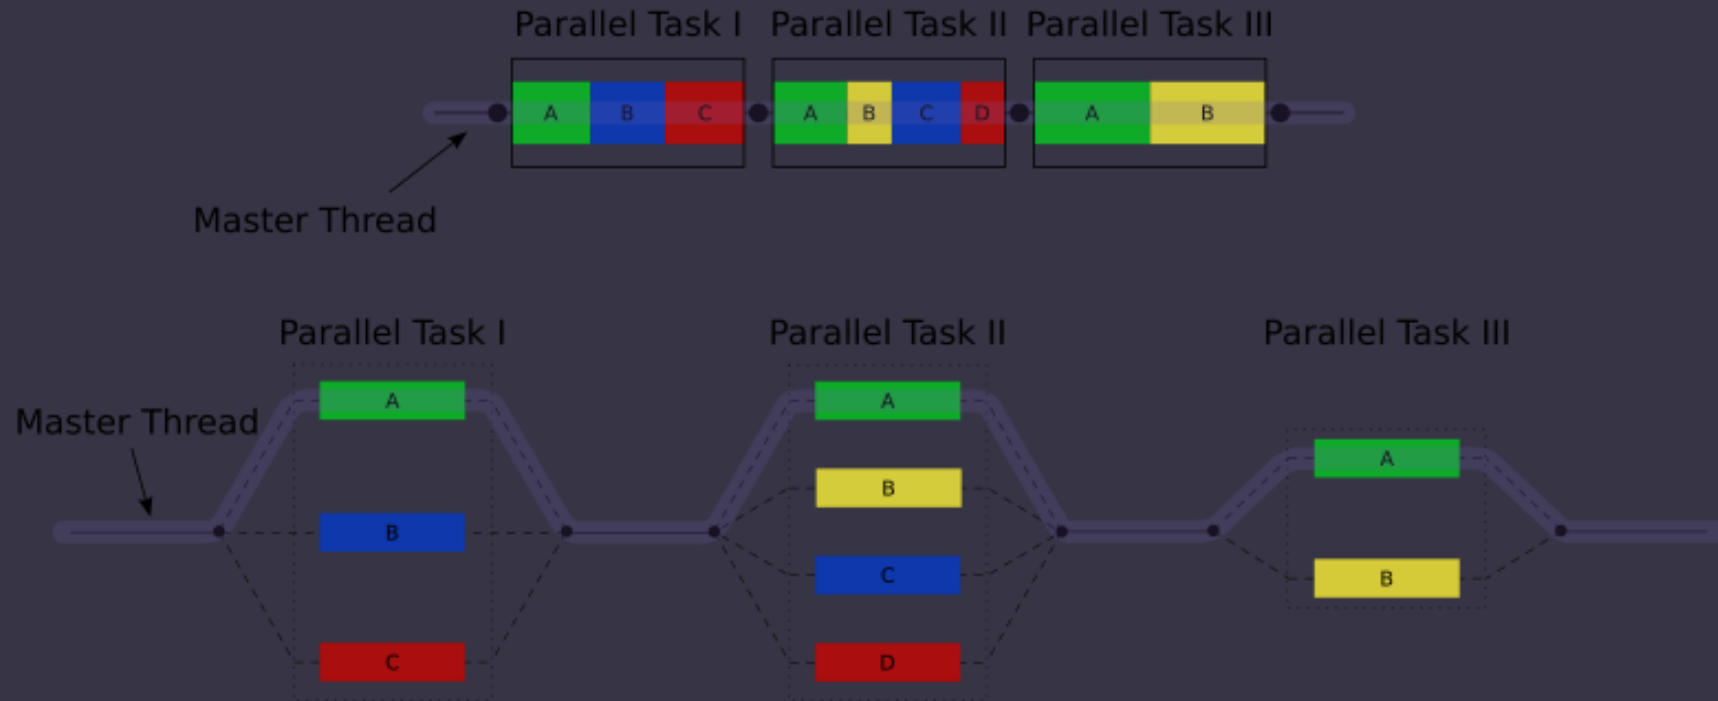 Parallel Task I
Parallel Task II
Parallel Task III
A
B
C
A
B
C
D
A
B
Master Thread
Parallel Task I
Parallel Task II
Parallel Task III
Master Thread
A
B
C
A
B
C
D
A
B